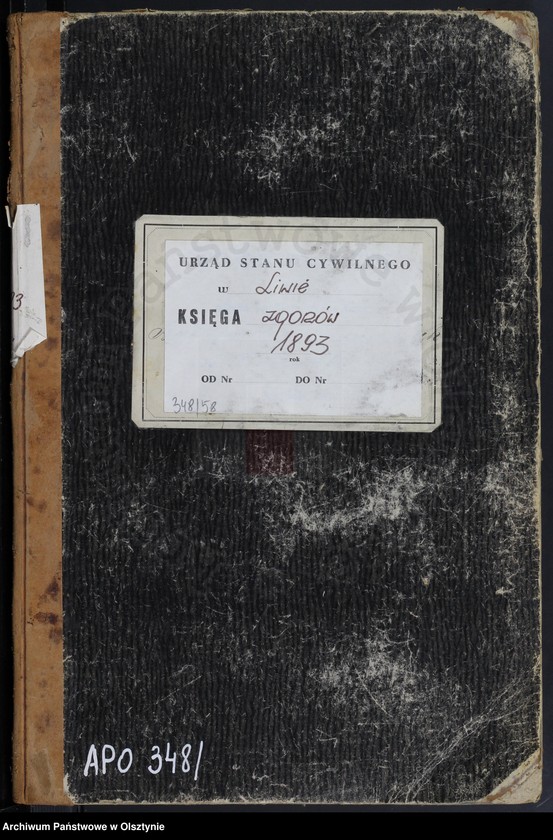 URZĄD STANU CYWILNEGO
w Liwie
KSIĘGA ZGONÓW
1893
rok
OD Nr DO Nr
348/58
3
APO 348/
Archiwum Państwowe w Olsztynie